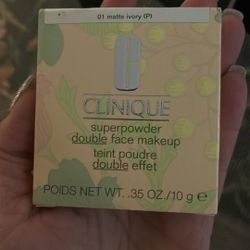 01 matte ivory (P)
CLINIQUE
superpowder
double face makeup
teint poudre
double effet
POIDS NET WT. .35 OZ./10 g e